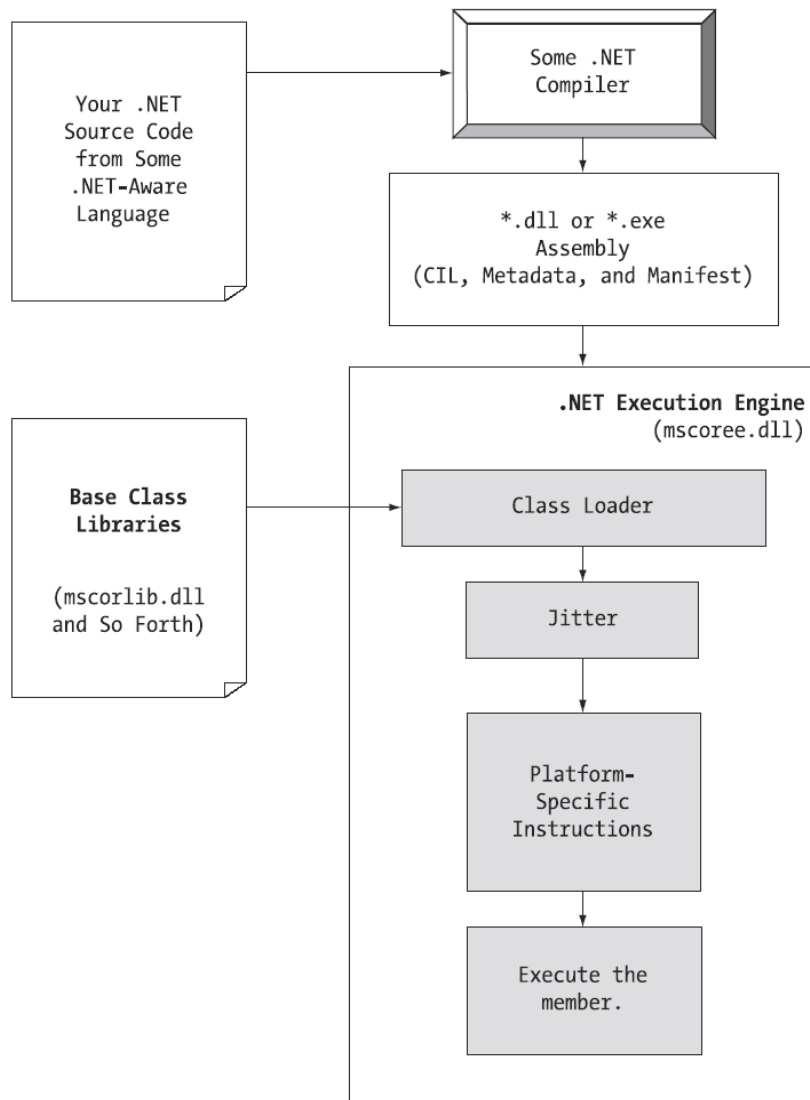 Your .NET
Source Code
from Some
.NET-Aware
Language
Some .NET
Compiler
*.dll or *.exe
Assembly
(CIL, Metadata, and Manifest)
.NET Execution Engine
(mscoree.dll)
Base Class
Libraries
(mscorlib.dll
and So Forth)
Class Loader
Jitter
Platform-
Specific
Instructions
Execute the
member.